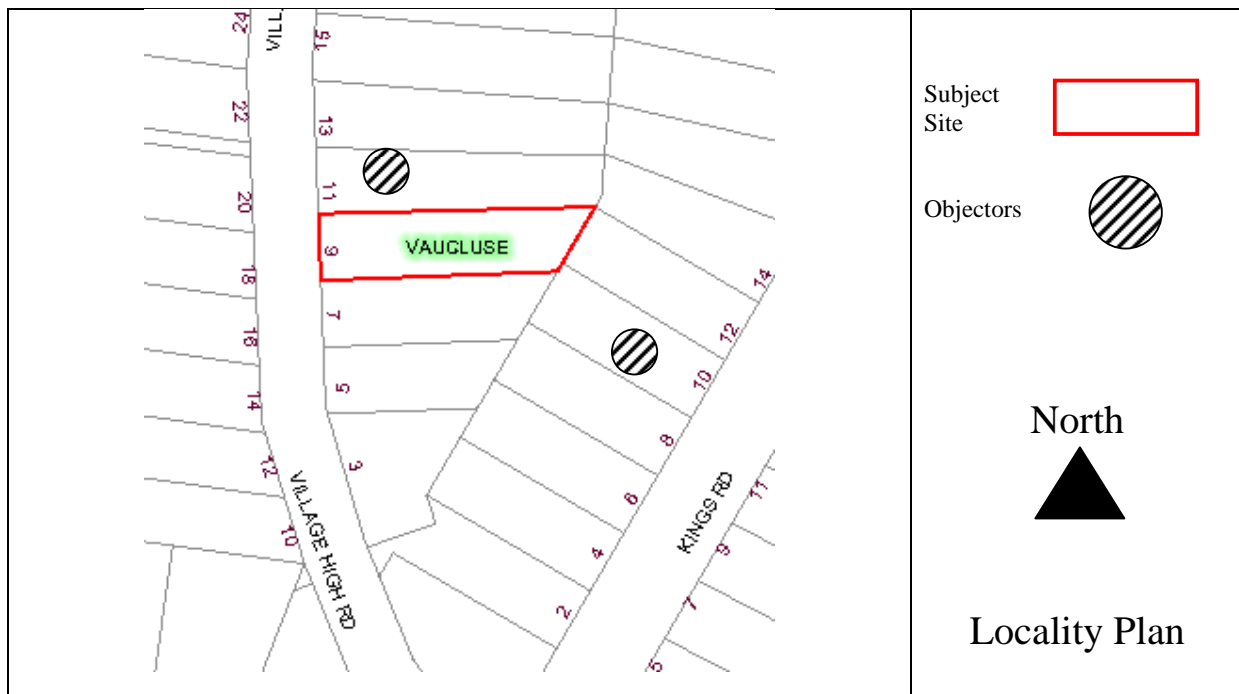 VILL
24
22
20
18
16
14
12
10
15
13
11
9
7
5
3
VAUCLUSE
VILLAGE HIGH RD
14
12
10
8
6
4
2
KINGS RD
11
9
7
5
Subject
Site
Objectors
North
Locality Plan